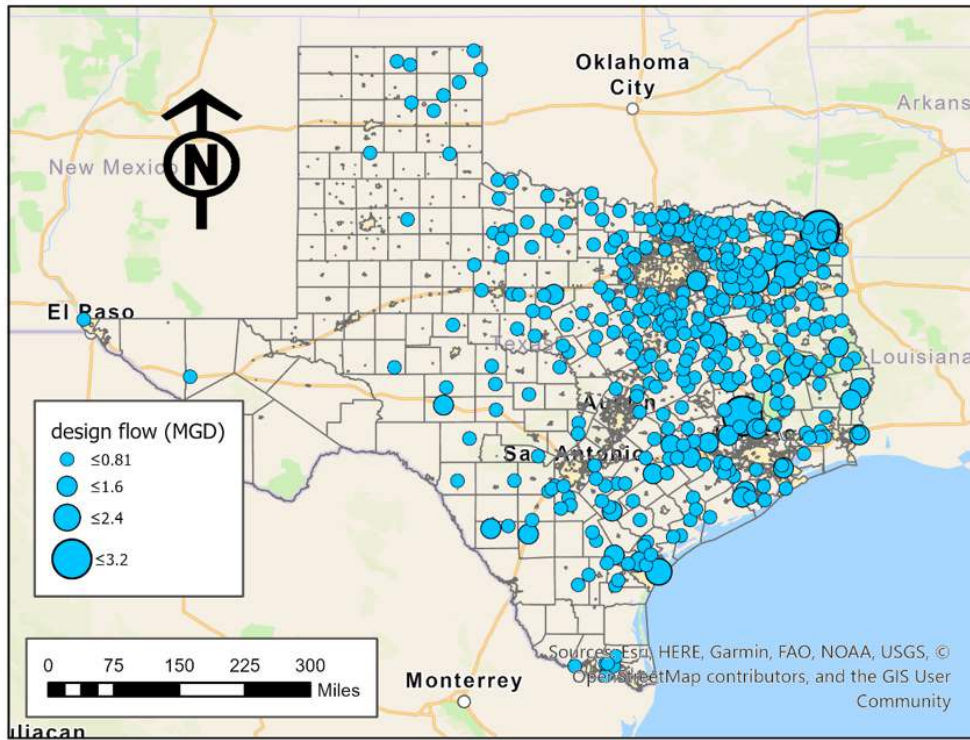 Oklahoma
City
Arkans
New Mexico
N
El Paso
Texas
Louisiana
Austin
design flow (MGD)
≤0.81
≤1.6
≤2.4
≤3.2
San Antonio
0 75 150 225 300
Miles
Monterrey
Sources: Esri, HERE, Garmin, FAO, NOAA, USGS, ©
OpenStreetMap contributors, and the GIS User
Community
uliacan